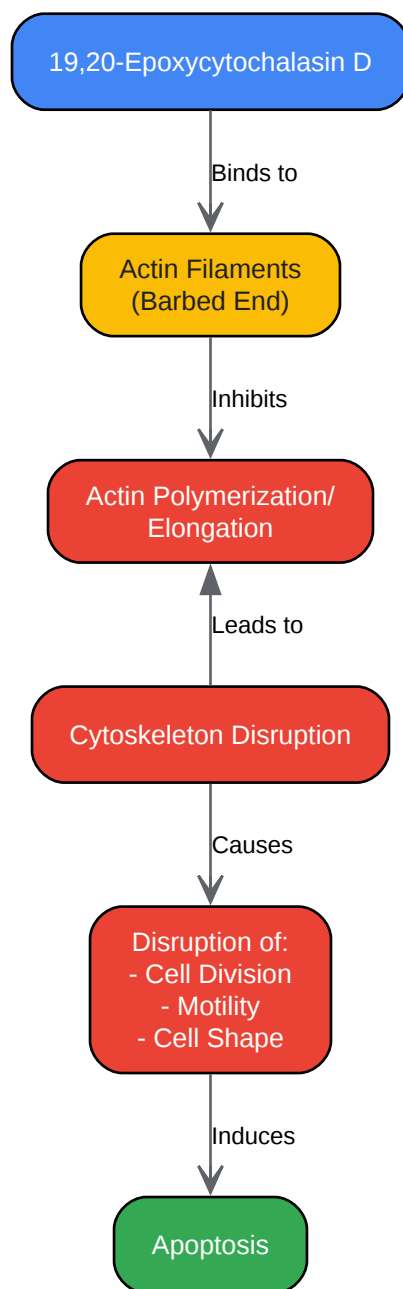 19,20-Epoxycytochalasin D
Binds to
Actin Filaments
(Barbed End)
Inhibits
Actin Polymerization/
Elongation
Leads to
Cytoskeleton Disruption
Causes
Disruption of:
- Cell Division
- Motility
- Cell Shape
Induces
Apoptosis